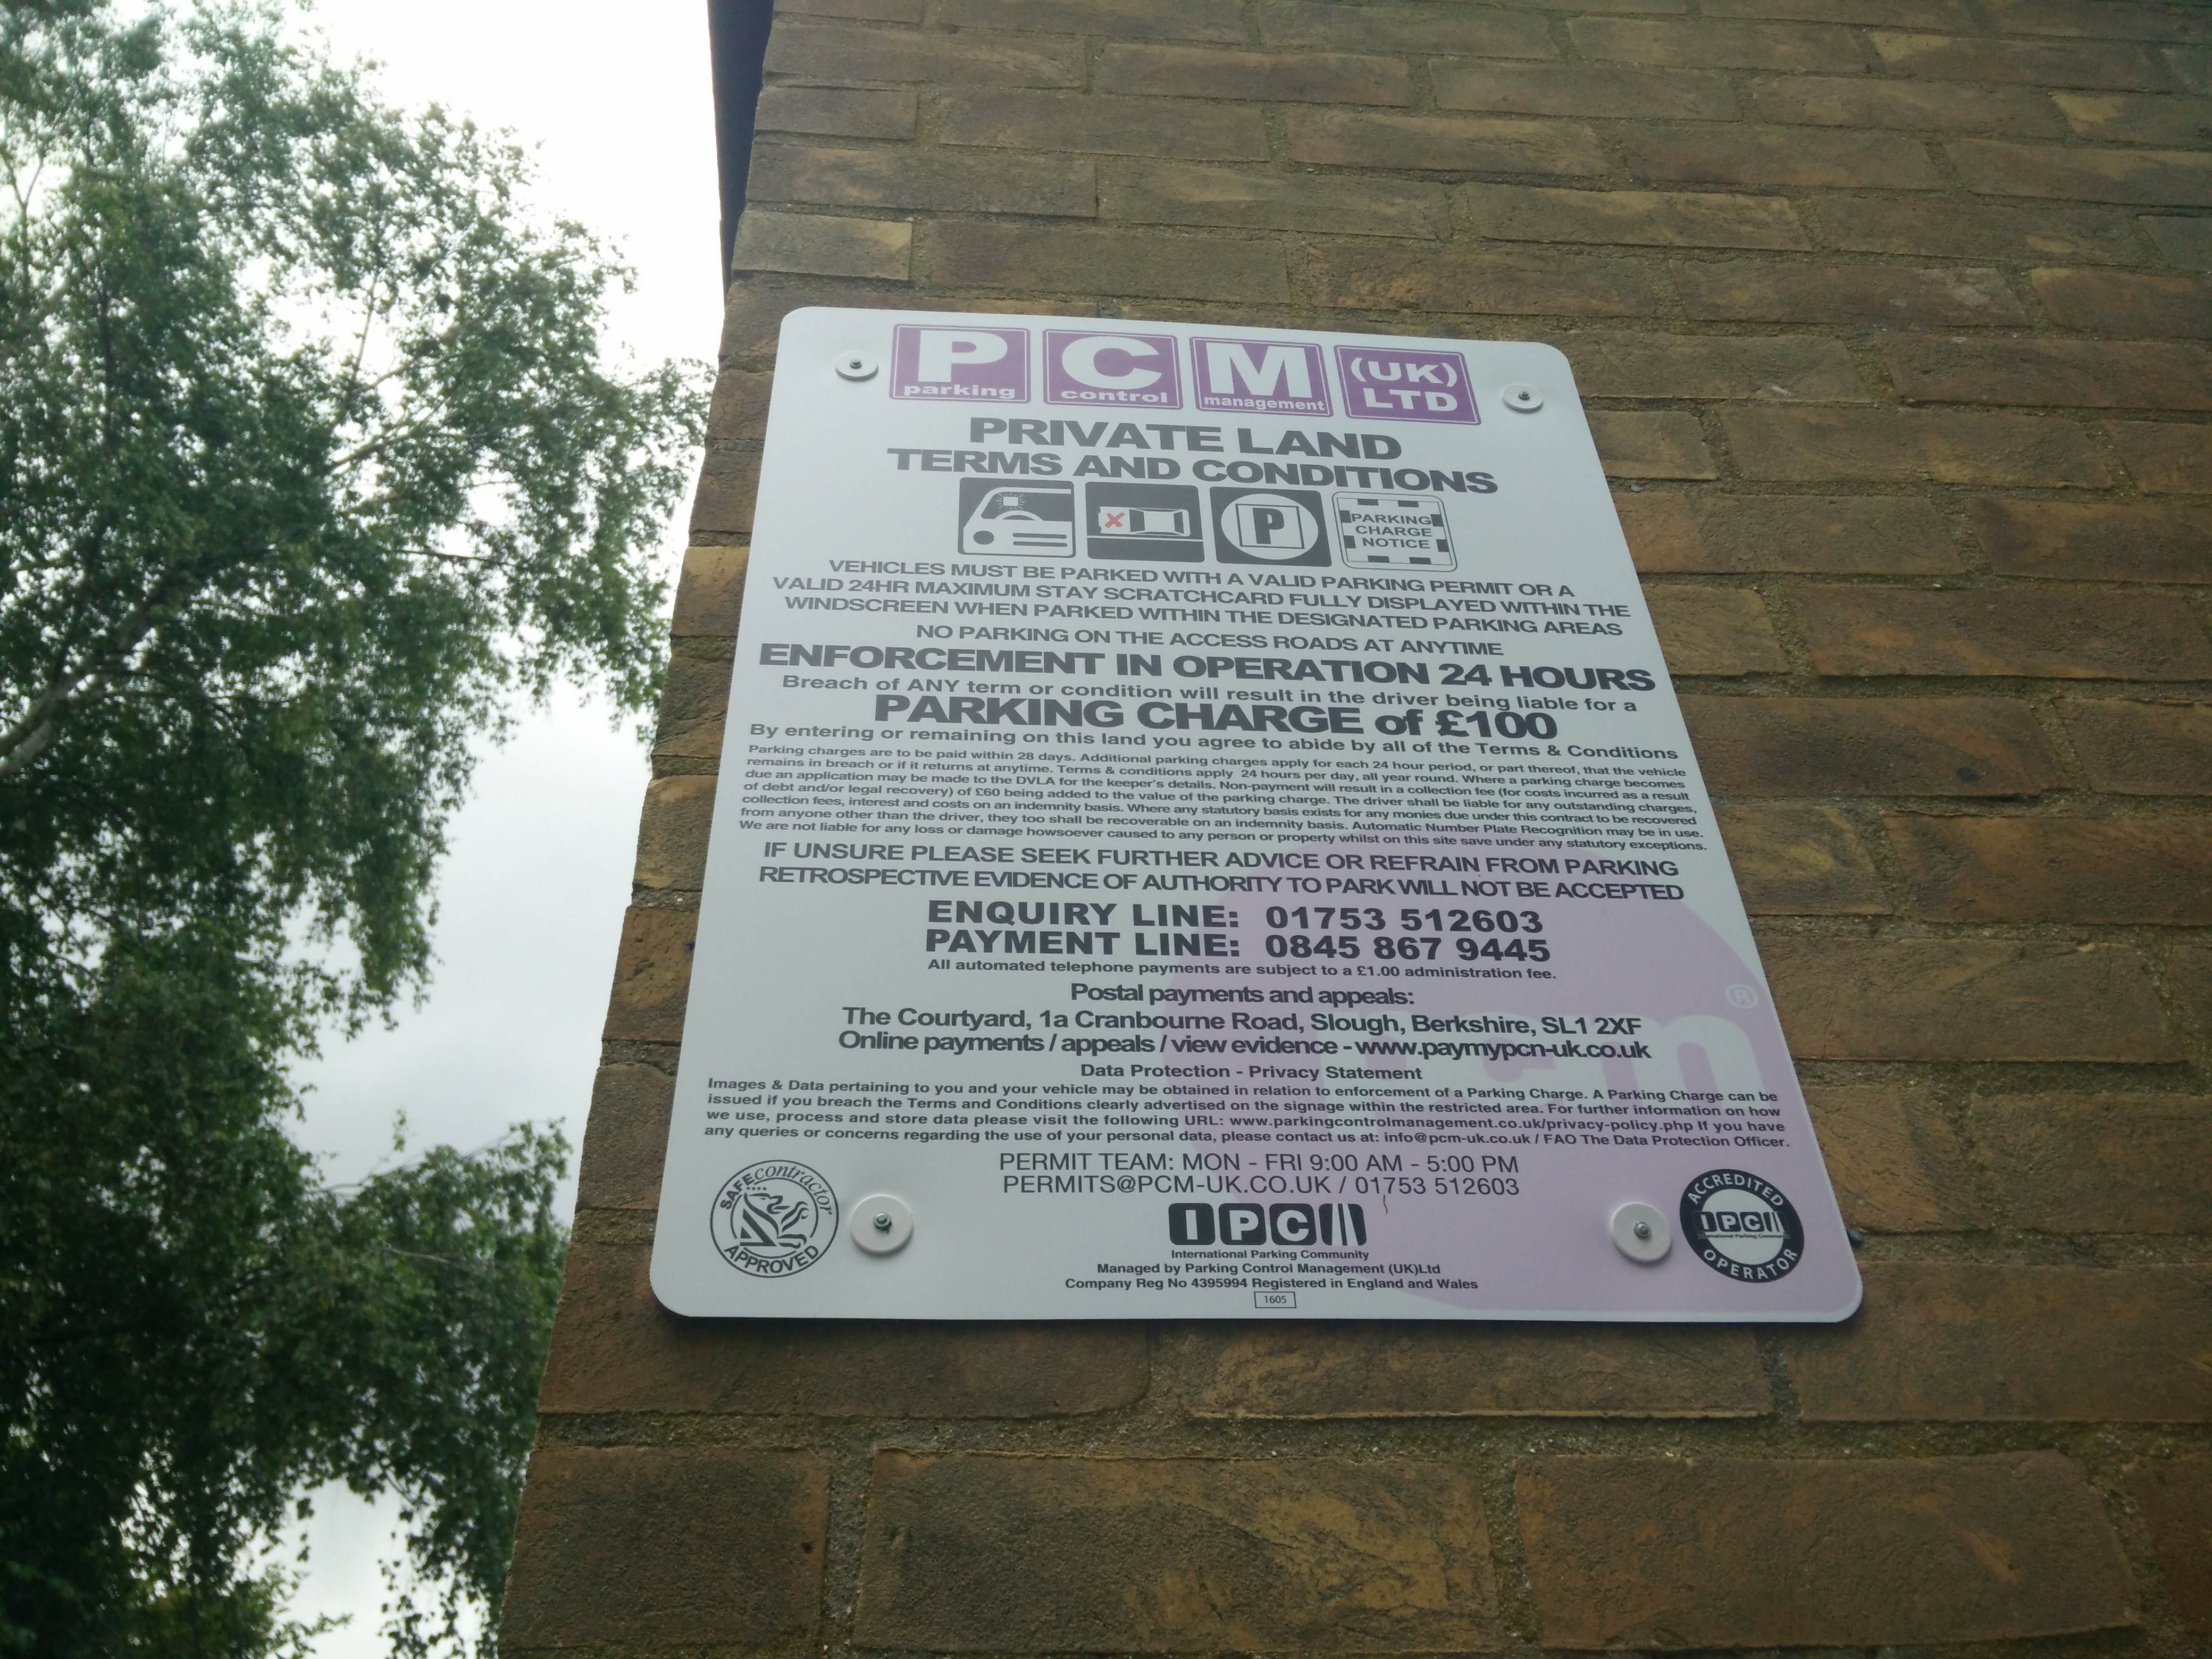 P C M (UK)
parking control management LTD
PRIVATE LAND
TERMS AND CONDITIONS
P
PARKING
CHARGE
NOTICE
VEHICLES MUST BE PARKED WITH A VALID PARKING PERMIT OR A
VALID 24HR MAXIMUM STAY SCRATCHCARD FULLY DISPLAYED WITHIN THE
WINDSCREEN WHEN PARKED WITHIN THE DESIGNATED PARKING AREAS
NO PARKING ON THE ACCESS ROADS AT ANYTIME
ENFORCEMENT IN OPERATION 24 HOURS
Breach of ANY term or condition will result in the driver being liable for a
PARKING CHARGE of £100
By entering or remaining on this land you agree to abide by all of the Terms & Conditions
Parking charges are to be paid within 28 days. Additional parking charges apply for each 24 hour period, or part thereof, that the vehicle
remains in breach or if it returns at anytime. Terms & conditions apply 24 hours per day, all year round. Where a parking charge becomes
due an application may be made to the DVLA for the keeper's details. Non-payment will result in a collection fee (for costs incurred as a result
of debt and/or legal recovery) of £60 being added to the value of the parking charge. The driver shall be liable for any outstanding charges,
collection fees, interest and costs on an indemnity basis. Where any statutory basis exists for any monies due under this contract to be recovered
from anyone other than the driver, they too shall be recoverable on an indemnity basis. Automatic Number Plate Recognition may be in use.
We are not liable for any loss or damage howsoever caused to any person or property whilst on this site save under any statutory exceptions.
IF UNSURE PLEASE SEEK FURTHER ADVICE OR REFRAIN FROM PARKING
RETROSPECTIVE EVIDENCE OF AUTHORITY TO PARK WILL NOT BE ACCEPTED
ENQUIRY LINE: 01753 512603
PAYMENT LINE: 0845 867 9445
All automated telephone payments are subject to a £1.00 administration fee.
Postal payments and appeals:
The Courtyard, 1a Cranbourne Road, Slough, Berkshire, SL1 2XF
Online payments / appeals / view evidence - www.paymypcn-uk.co.uk
Data Protection - Privacy Statement
Images & Data pertaining to you and your vehicle may be obtained in relation to enforcement of a Parking Charge. A Parking Charge can be
issued if you breach the Terms and Conditions clearly advertised on the signage within the restricted area. For further information on how
we use, process and store data please visit the following URL: www.parkingcontrolmanagement.co.uk/privacy-policy.php If you have
any queries or concerns regarding the use of your personal data, please contact us at: info@pcm-uk.co.uk / FAO The Data Protection Officer.
PERMIT TEAM: MON - FRI 9:00 AM - 5:00 PM
PERMITS@PCM-UK.CO.UK / 01753 512603
SAFEcontractor
APPROVED
IPC
International Parking Community
Managed by Parking Control Management (UK)Ltd
Company Reg No 4395994 Registered in England and Wales
1605
ACCREDITED
IPC
International Parking Community
OPERATOR
pcm ®